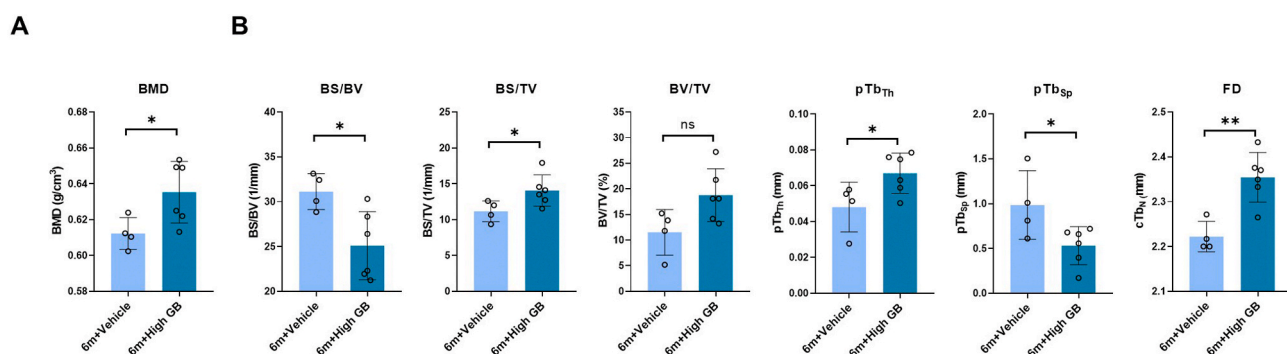 A
B
BMD
BMD (g/cm³)
0.68
0.66
0.64
0.62
0.60
0.58
*
6m+Vehicle
6m+High GB
BS/BV
BS/BV (1/mm)
40
35
30
25
20
*
6m+Vehicle
6m+High GB
BS/TV
BS/TV (1/mm)
30
20
10
0
*
6m+Vehicle
6m+High GB
BV/TV
BV/TV (%)
40
35
30
25
20
15
10
5
0
ns
6m+Vehicle
6m+High GB
pTbTh
pTbTh (mm)
0.10
0.08
0.06
0.04
0.02
0.00
*
6m+Vehicle
6m+High GB
pTbSp
pTbSp (mm)
2.0
1.5
1.0
0.5
0.0
*
6m+Vehicle
6m+High GB
FD
cTbN (mm)
2.5
2.4
2.3
2.2
2.1
**
6m+Vehicle
6m+High GB